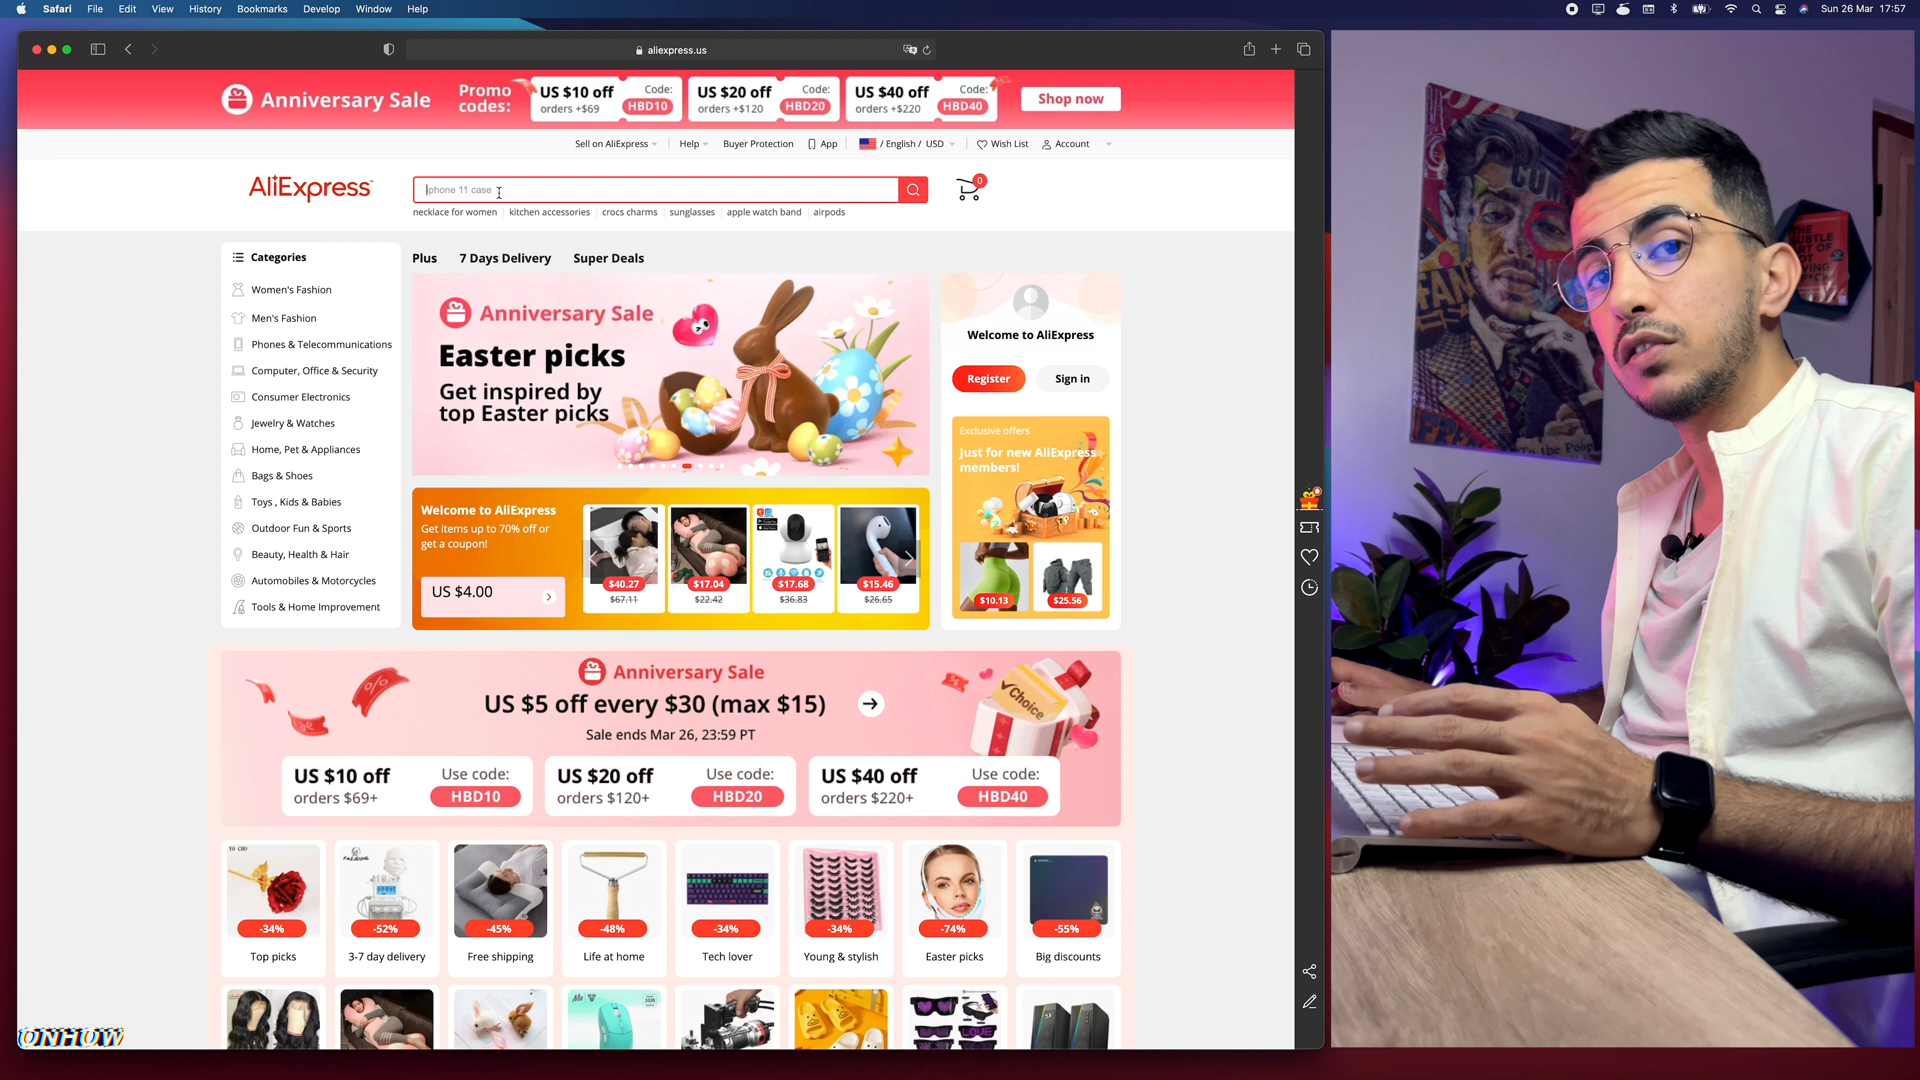 Safari File Edit View History Bookmarks Develop Window Help Sun 26 Mar 17:57
aliexpress.us
Anniversary Sale
Promo codes:
US $10 off Code:
orders +$69 HBD10
US $20 off Code:
orders +$120 HBD20
US $40 off Code:
orders +$220 HBD40
Shop now
Sell on AliExpress Help Buyer Protection App / English / USD Wish List Account
AliExpress
Iphone 11 case
0
necklace for women kitchen accessories crocs charms sunglasses apple watch band airpods
Categories
Women's Fashion
Men's Fashion
Phones & Telecommunications
Computer, Office & Security
Consumer Electronics
Jewelry & Watches
Home, Pet & Appliances
Bags & Shoes
Toys , Kids & Babies
Outdoor Fun & Sports
Beauty, Health & Hair
Automobiles & Motorcycles
Tools & Home Improvement
Plus 7 Days Delivery Super Deals
Anniversary Sale
Easter picks
Get inspired by
top Easter picks
Welcome to AliExpress
Register Sign in
Exclusive offers
Just for new AliExpress
members!
$10.13 $25.56
Welcome to AliExpress
Get items up to 70% off or
get a coupon!
US $4.00
$40.27 $17.04 $17.68 $15.46
$67.11 $22.42 $36.83 $26.65
Anniversary Sale
US $5 off every $30 (max $15)
Sale ends Mar 26, 23:59 PT
Choice
US $10 off Use code:
orders $69+ HBD10
US $20 off Use code:
orders $120+ HBD20
US $40 off Use code:
orders $220+ HBD40
YO CHO
-34% -52% -45% -48% -34% -34% -74% -55%
Top picks 3-7 day delivery Free shipping Life at home Tech lover Young & stylish Easter picks Big discounts
LOVE
ONHOW
THE
SUBTLE
ART OF